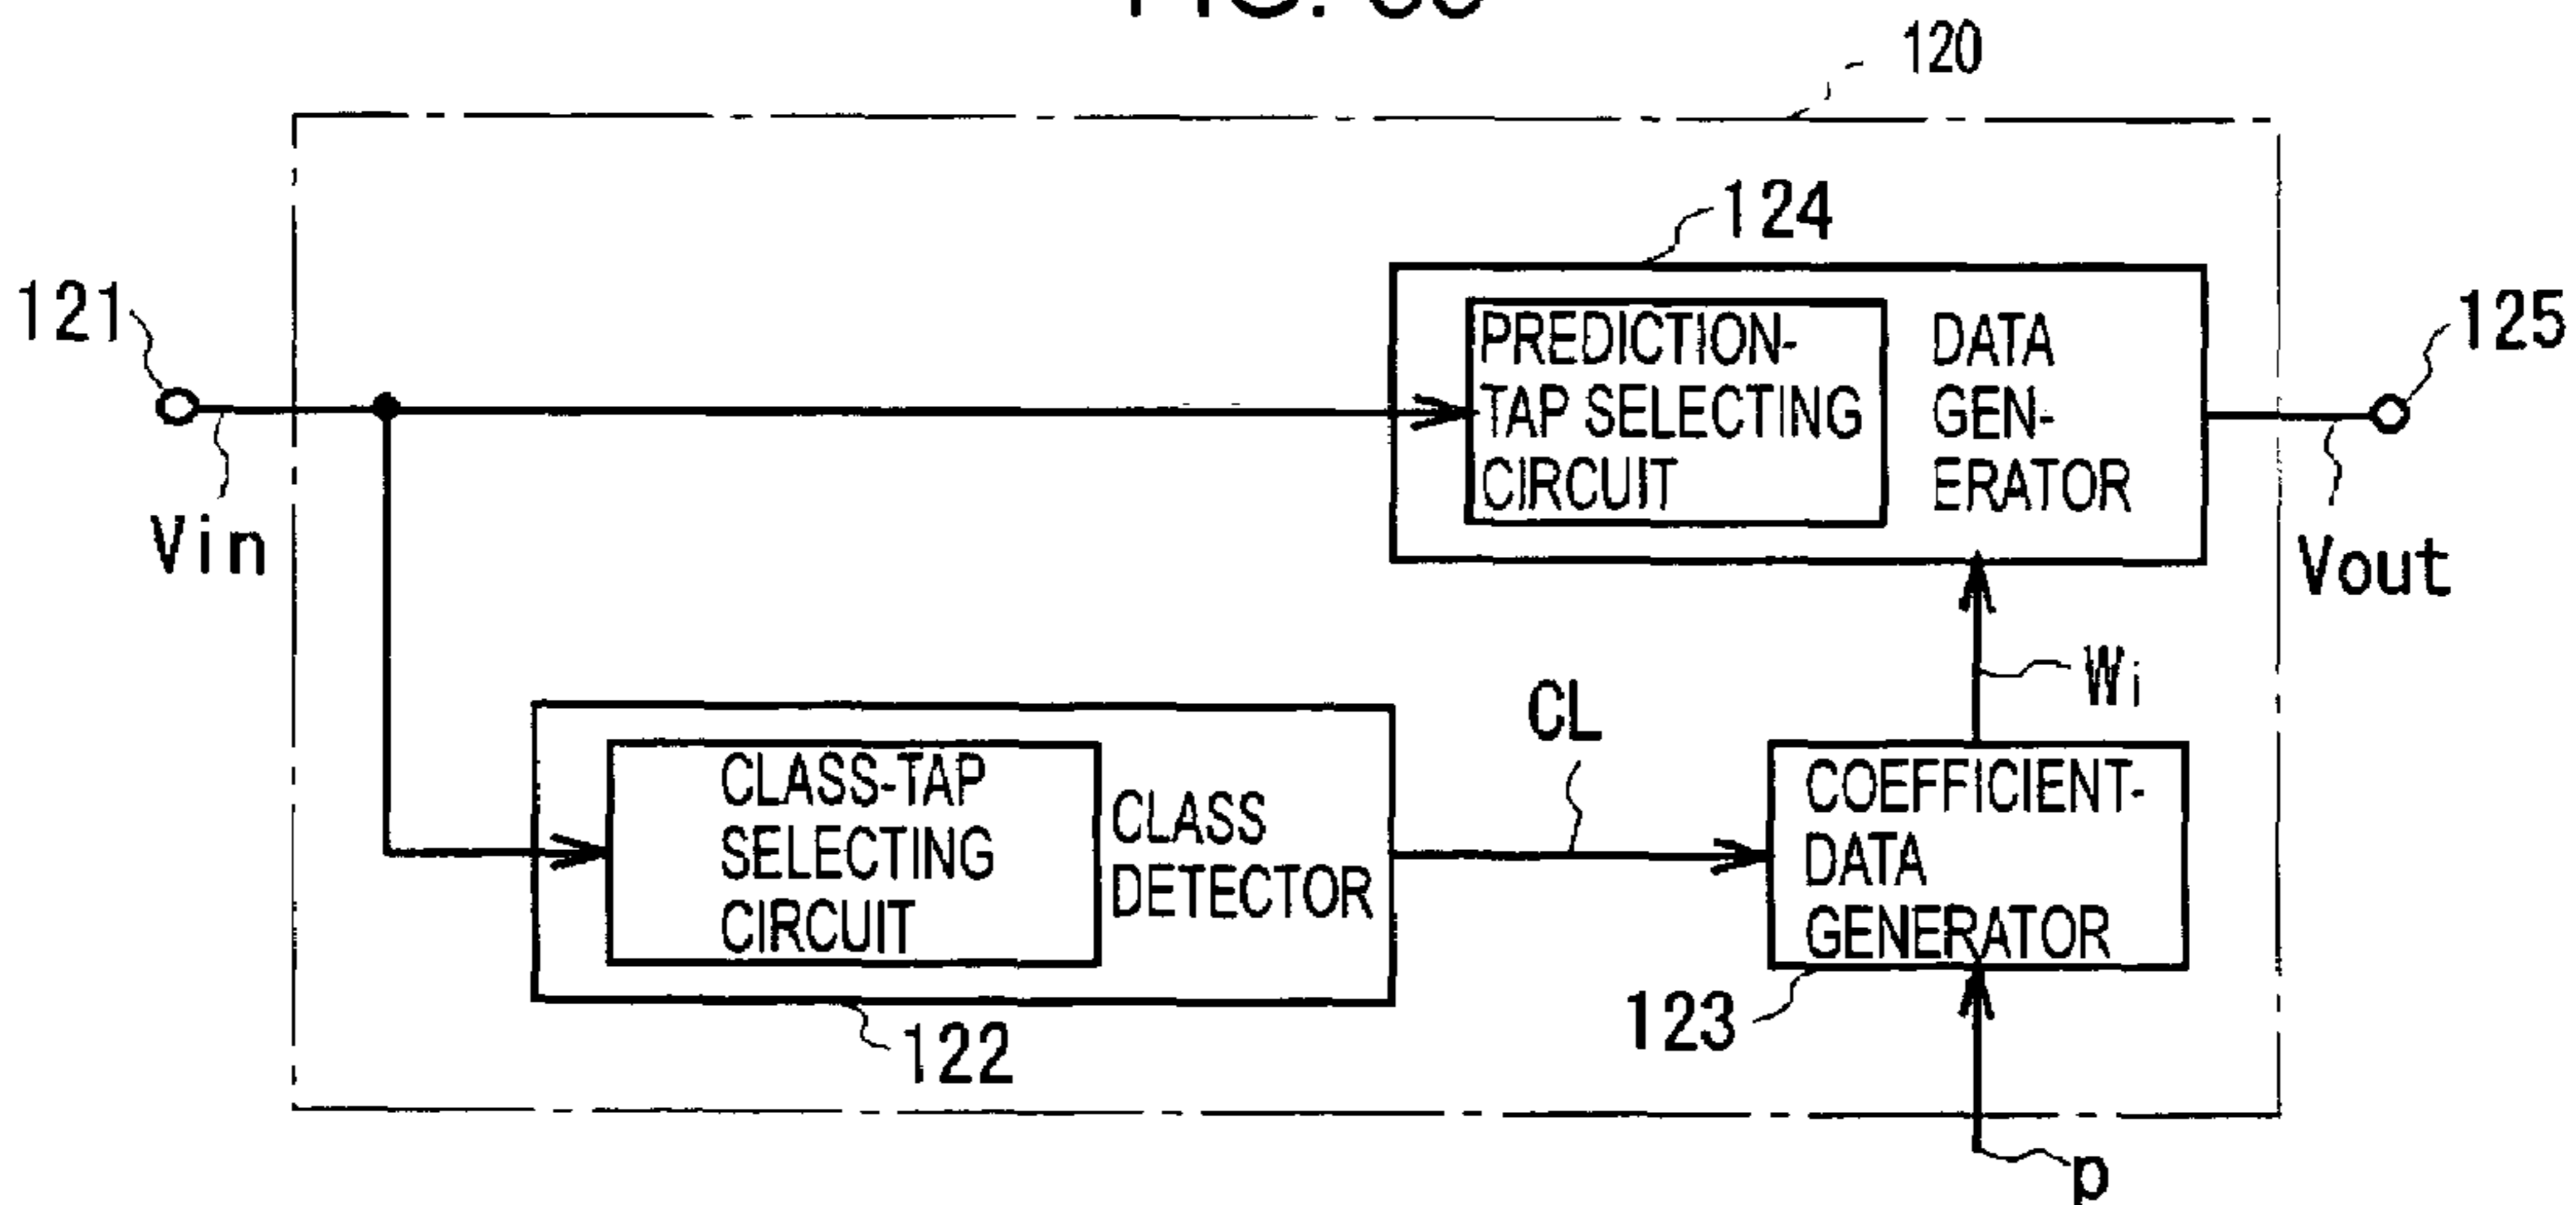 120
124
121
PREDICTION-
TAP SELECTING
CIRCUIT
DATA
GEN-
ERATOR
125
Vin
Vout
Wi
CL
CLASS-TAP
SELECTING
CIRCUIT
CLASS
DETECTOR
COEFFICIENT-
DATA
GENERATOR
123
122
p